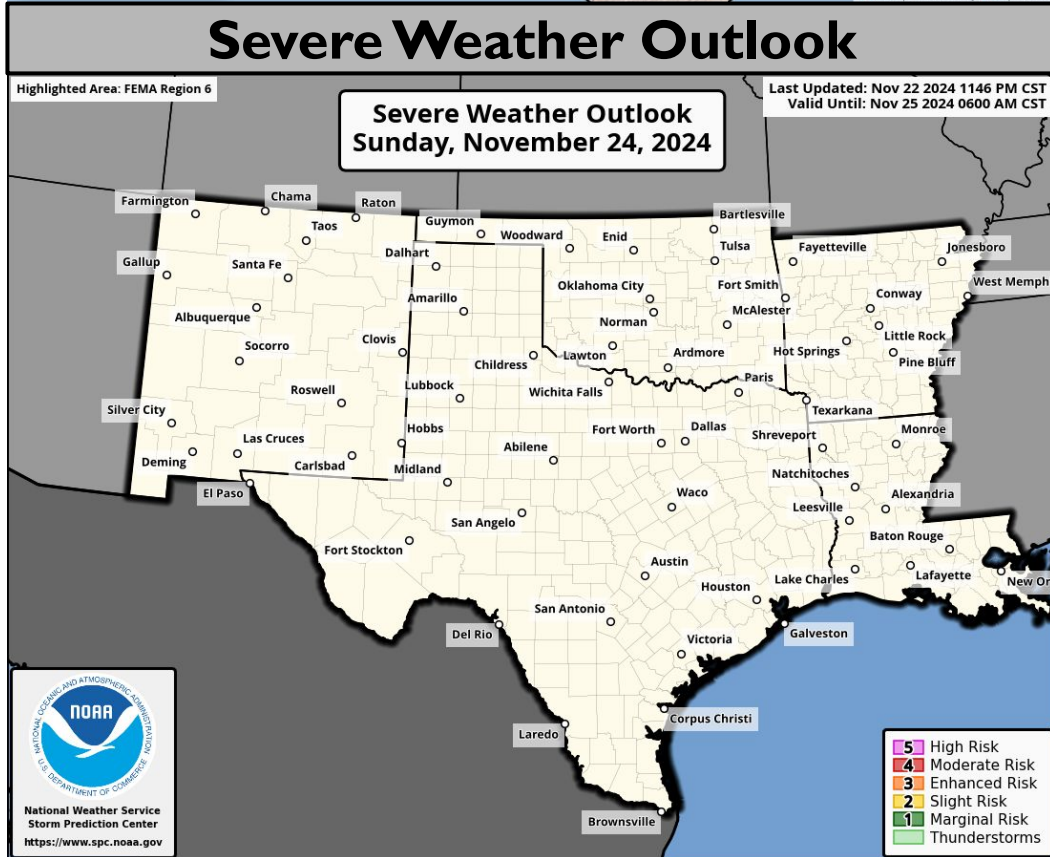 Severe Weather Outlook
Highlighted Area: FEMA Region 6
Last Updated: Nov 22 2024 1146 PM CST
Valid Until: Nov 25 2024 0600 AM CST
Severe Weather Outlook
Sunday, November 24, 2024
Farmington
Chama
Raton
Taos
Guymon
Woodward
Enid
Bartlesville
Tulsa
Fayetteville
Jonesboro
Gallup
Santa Fe
Dalhart
Oklahoma City
Fort Smith
West Memph
Albuquerque
Amarillo
Norman
McAlester
Conway
Socorro
Clovis
Childress
Lawton
Ardmore
Hot Springs
Little Rock
Pine Bluff
Roswell
Lubbock
Wichita Falls
Paris
Texarkana
Silver City
Las Cruces
Hobbs
Abilene
Fort Worth
Dallas
Shreveport
Monroe
Deming
Carlsbad
Midland
Natchitoches
El Paso
San Angelo
Waco
Leesville
Alexandria
Fort Stockton
Baton Rouge
Austin
Houston
Lake Charles
Lafayette
New Or
San Antonio
Del Rio
Victoria
Galveston
Laredo
Corpus Christi
Brownsville
NATIONAL OCEANIC AND ATMOSPHERIC ADMINISTRATION
NOAA
U.S. DEPARTMENT OF COMMERCE
National Weather Service
Storm Prediction Center
https://www.spc.noaa.gov
5 High Risk
4 Moderate Risk
3 Enhanced Risk
2 Slight Risk
1 Marginal Risk
Thunderstorms